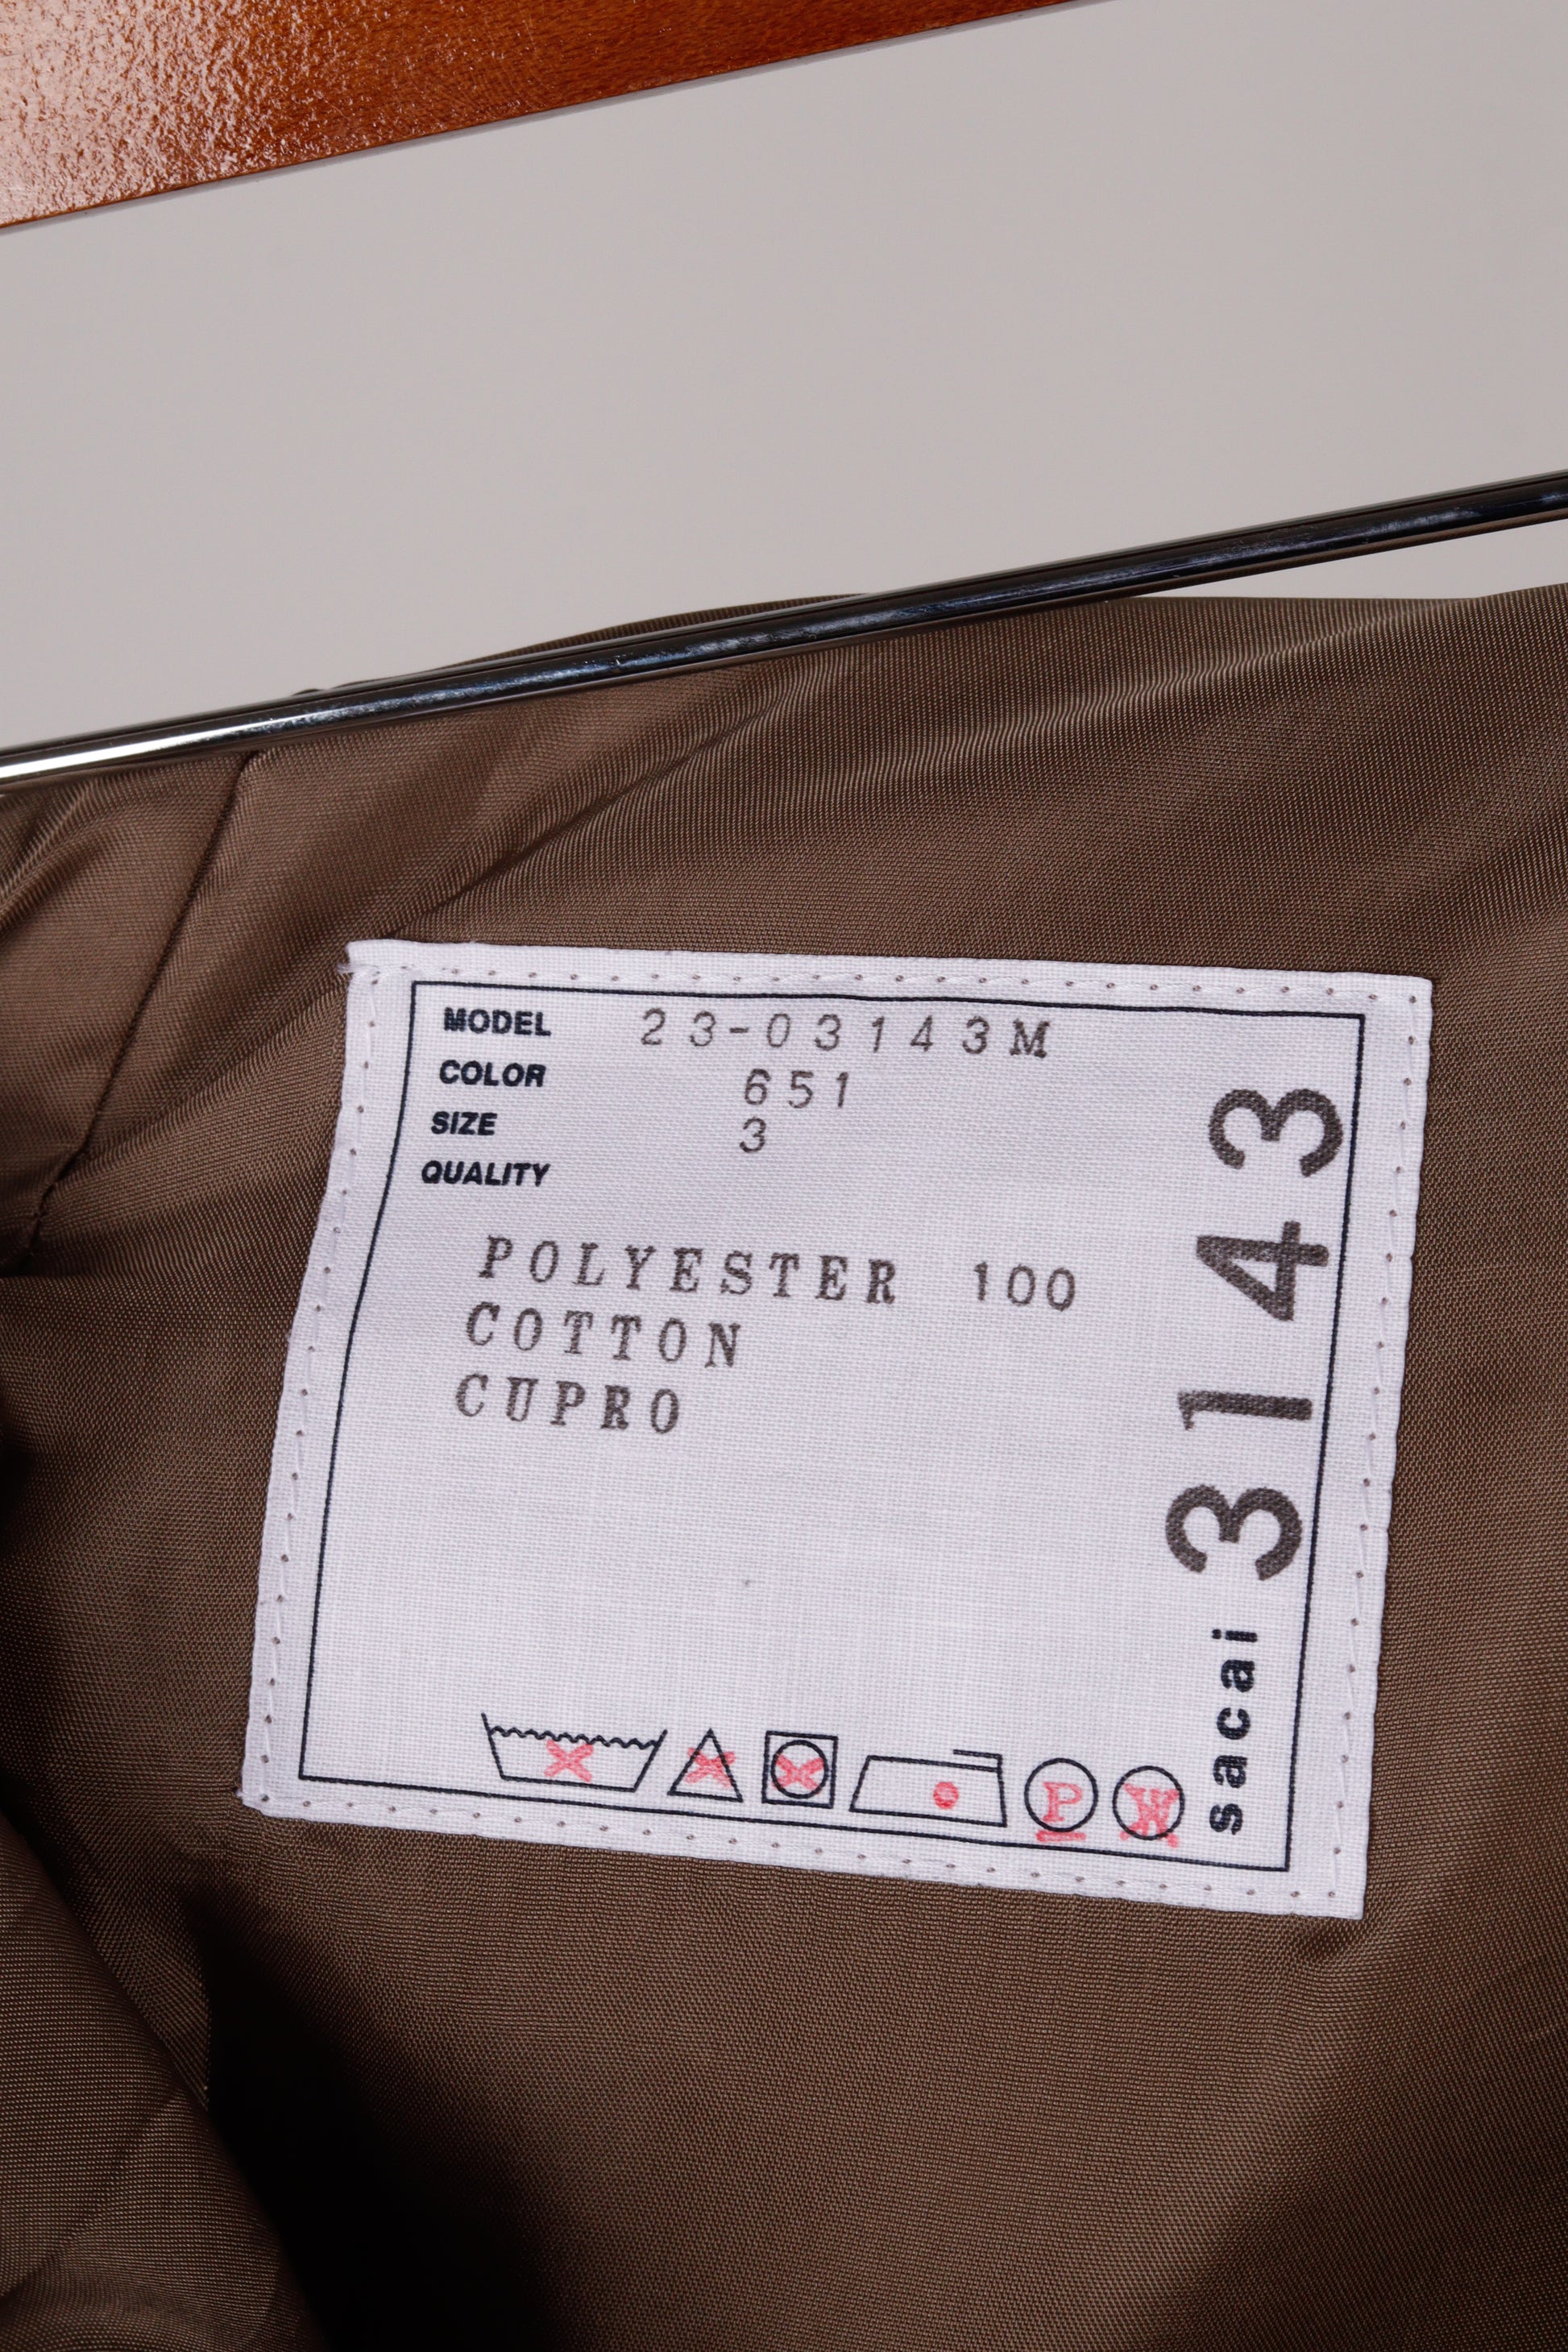 MODEL 23-03143M
COLOR 651
SIZE 3
QUALITY
POLYESTER 100
COTTON
CUPRO
P W
sacai 3143